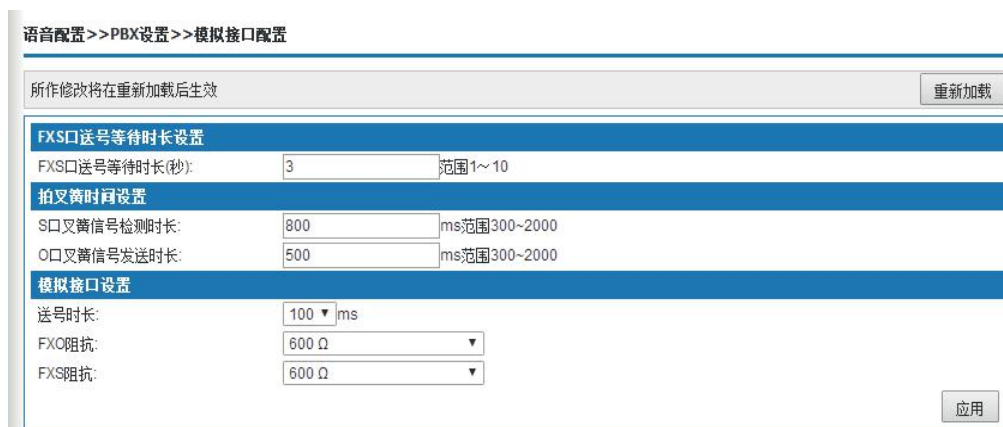 语音配置>>PBX设置>>模拟接口配置
所作修改将在重新加载后生效 重新加载
FXS口送号等待时长设置
FXS口送号等待时长(秒): 3 范围1～10
拍叉簧时间设置
S口叉簧信号检测时长: 800 ms范围300~2000
O口叉簧信号发送时长: 500 ms范围300~2000
模拟接口设置
送号时长: 100 ms
FXO阻抗: 600 Ω
FXS阻抗: 600 Ω
应用